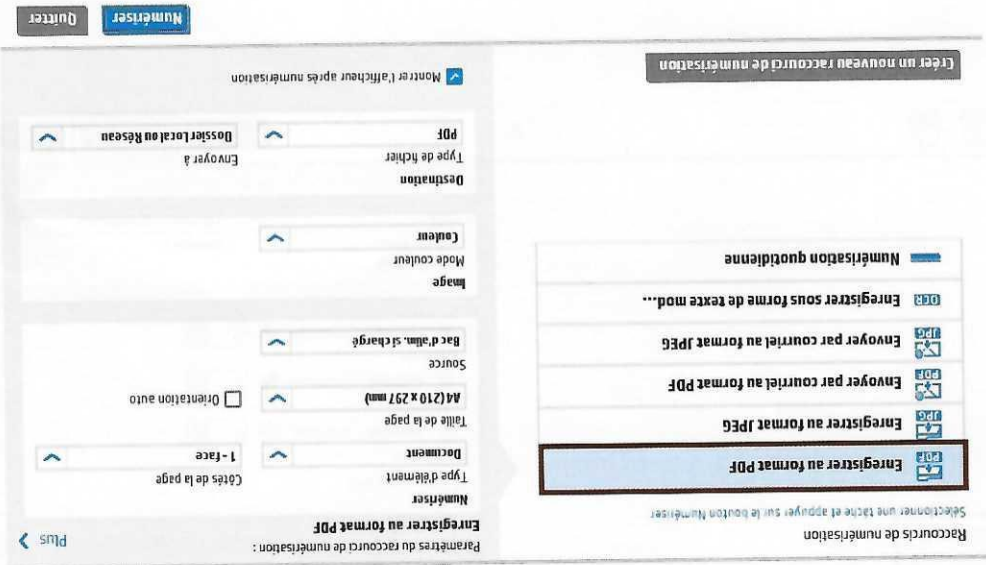 Raccourcis de numérisation
Sélectionner une tâche et appuyer sur le bouton Numériser
PDF Enregistrer au format PDF
JPG Enregistrer au format JPEG
PDF Envoyer par courriel au format PDF
JPG Envoyer par courriel au format JPEG
OCR Enregistrer sous forme de texte mod...
Numérisation quotidienne
Créer un nouveau raccourci de numérisation
Paramètres du raccourci de numérisation :
Enregistrer au format PDF
Plus
Numériser
Type d'élément
Côtés de la page
Document
1 - face
Taille de la page
A4 (210 x 297 mm)
Orientation auto
Source
Bac d'alim. si chargé
Image
Mode couleur
Couleur
Destination
Type de fichier
Envoyer à
PDF
Dossier Local ou Réseau
Montrer l'afficheur après numérisation
Numériser
Quitter